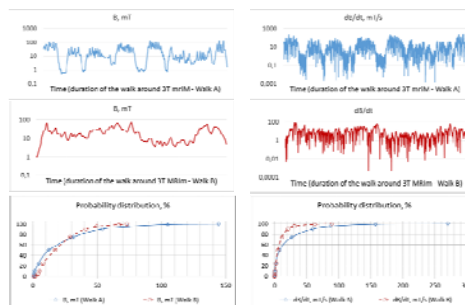 B, mT
1000
100
10
1
0.1
Time (duration of the walk around 3T mriM - Walk A)
dB/dt, mT/s
1000
10
0,1
0,001
Time (duration of the walk around 3T mriM - Walk A)
B, mT
100
10
1
0,1
Time (duration of the walk around 3T MRIm - Walk B)
dB/dt
100
1
0,01
0,0001
Time (duration of the walk around 3T MRIm - Walk B)
Probability distribution, %
100
80
60
40
20
0
0 50 100 150
B, mT (Walk A) B, mT (Walk B)
Probability distribution, %
100
80
60
0 50 100 150 200 250 300
dB/dt, mT/s (Walk A) dB/dt, mT/s (Walk B)